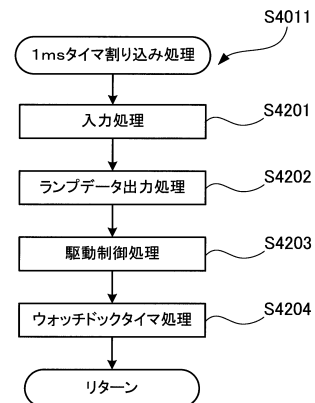 S4011
1msタイマ割り込み処理
入力処理
S4201
ランプデータ出力処理
S4202
駆動制御処理
S4203
ウォッチドックタイマ処理
S4204
リターン